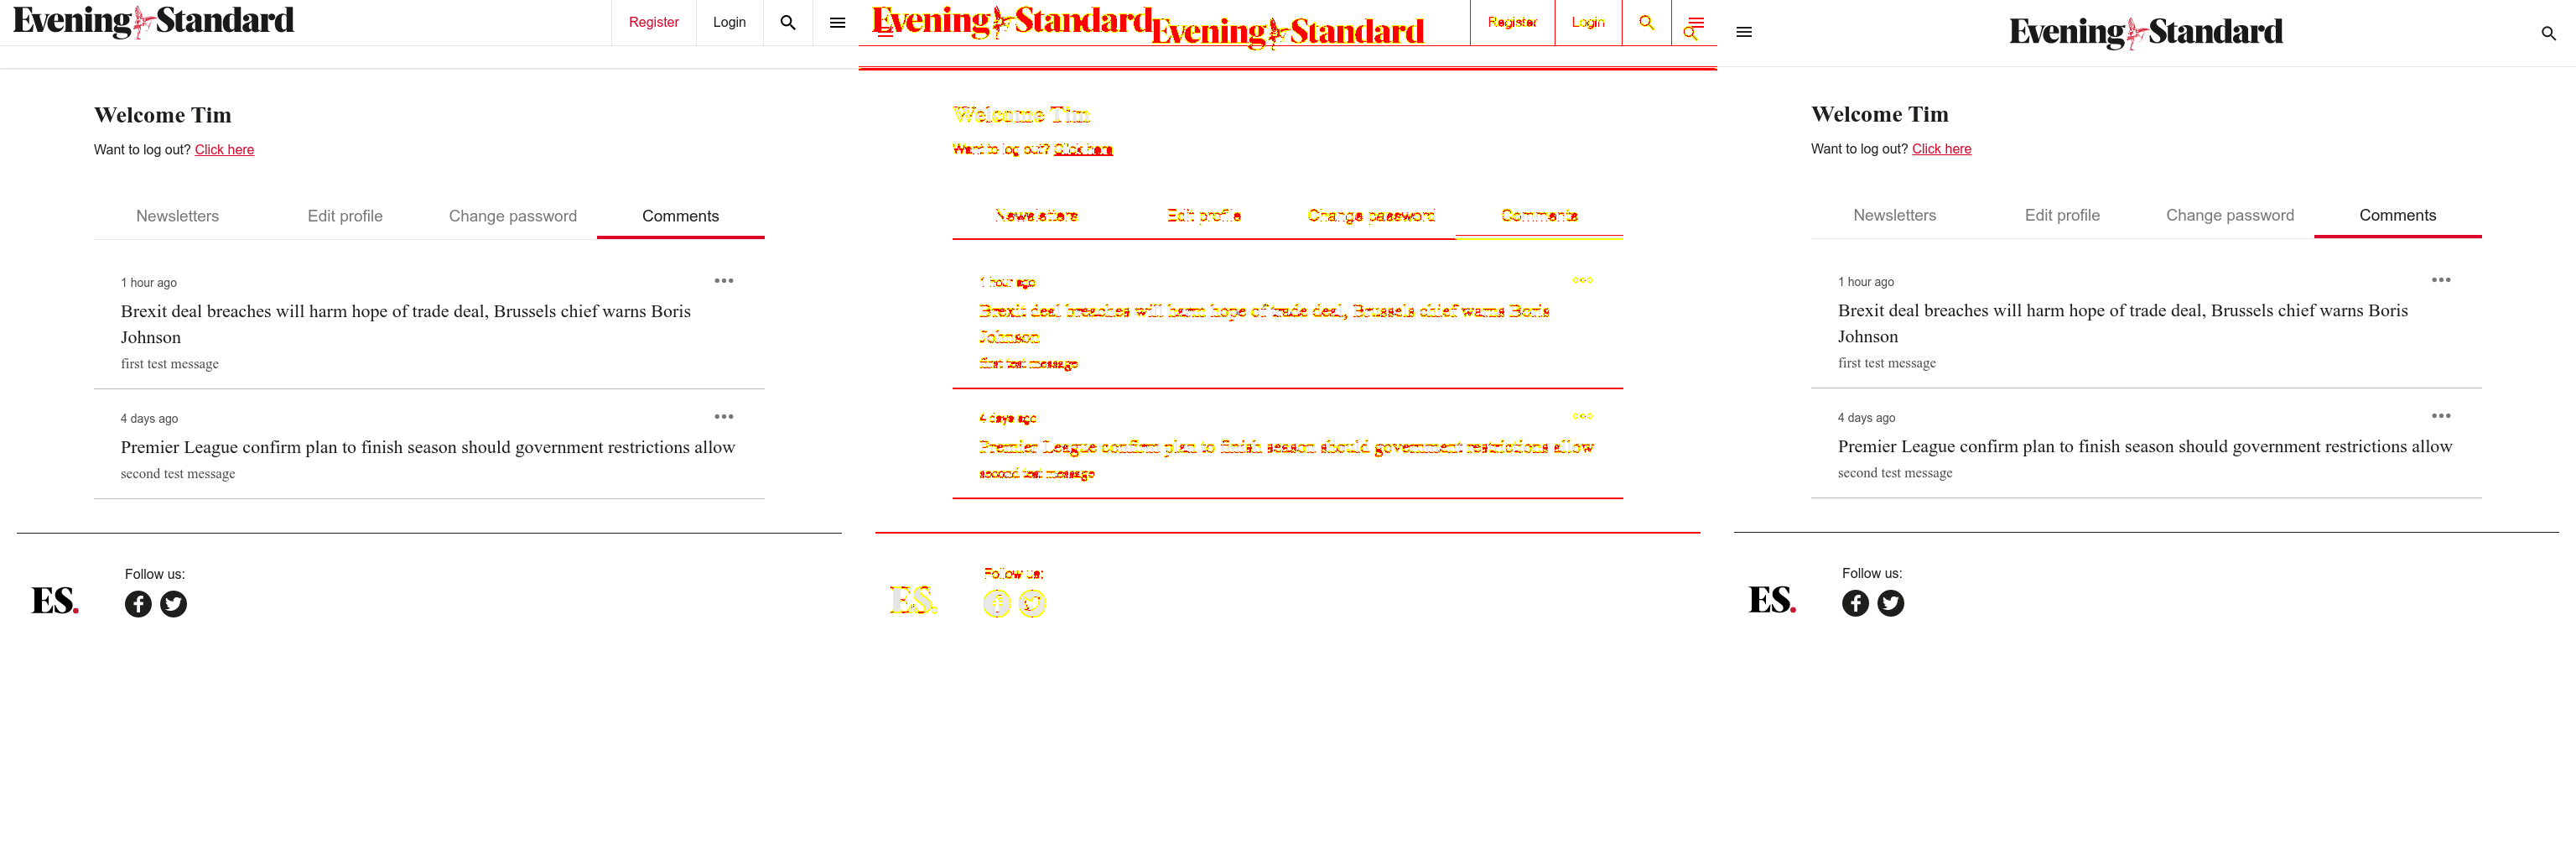 Evening Standard
Register Login
Welcome Tim
Want to log out? Click here
Newsletters Edit profile Change password Comments
1 hour ago
Brexit deal breaches will harm hope of trade deal, Brussels chief warns Boris
Johnson
first test message
4 days ago
Premier League confirm plan to finish season should government restrictions allow
second test message
Follow us:
ES.
Evening Standard
Evening Standard
Register Login
Welcome Tim
Want to log out? Click here
Newsletters Edit profile Change password Comments
1 hour ago
Brexit deal breaches will harm hope of trade deal, Brussels chief warns Boris
Johnson
first test message
4 days ago
Premier League confirm plan to finish season should government restrictions allow
second test message
Follow us:
ES.
Evening Standard
Welcome Tim
Want to log out? Click here
Newsletters Edit profile Change password Comments
1 hour ago
Brexit deal breaches will harm hope of trade deal, Brussels chief warns Boris
Johnson
first test message
4 days ago
Premier League confirm plan to finish season should government restrictions allow
second test message
Follow us:
ES.